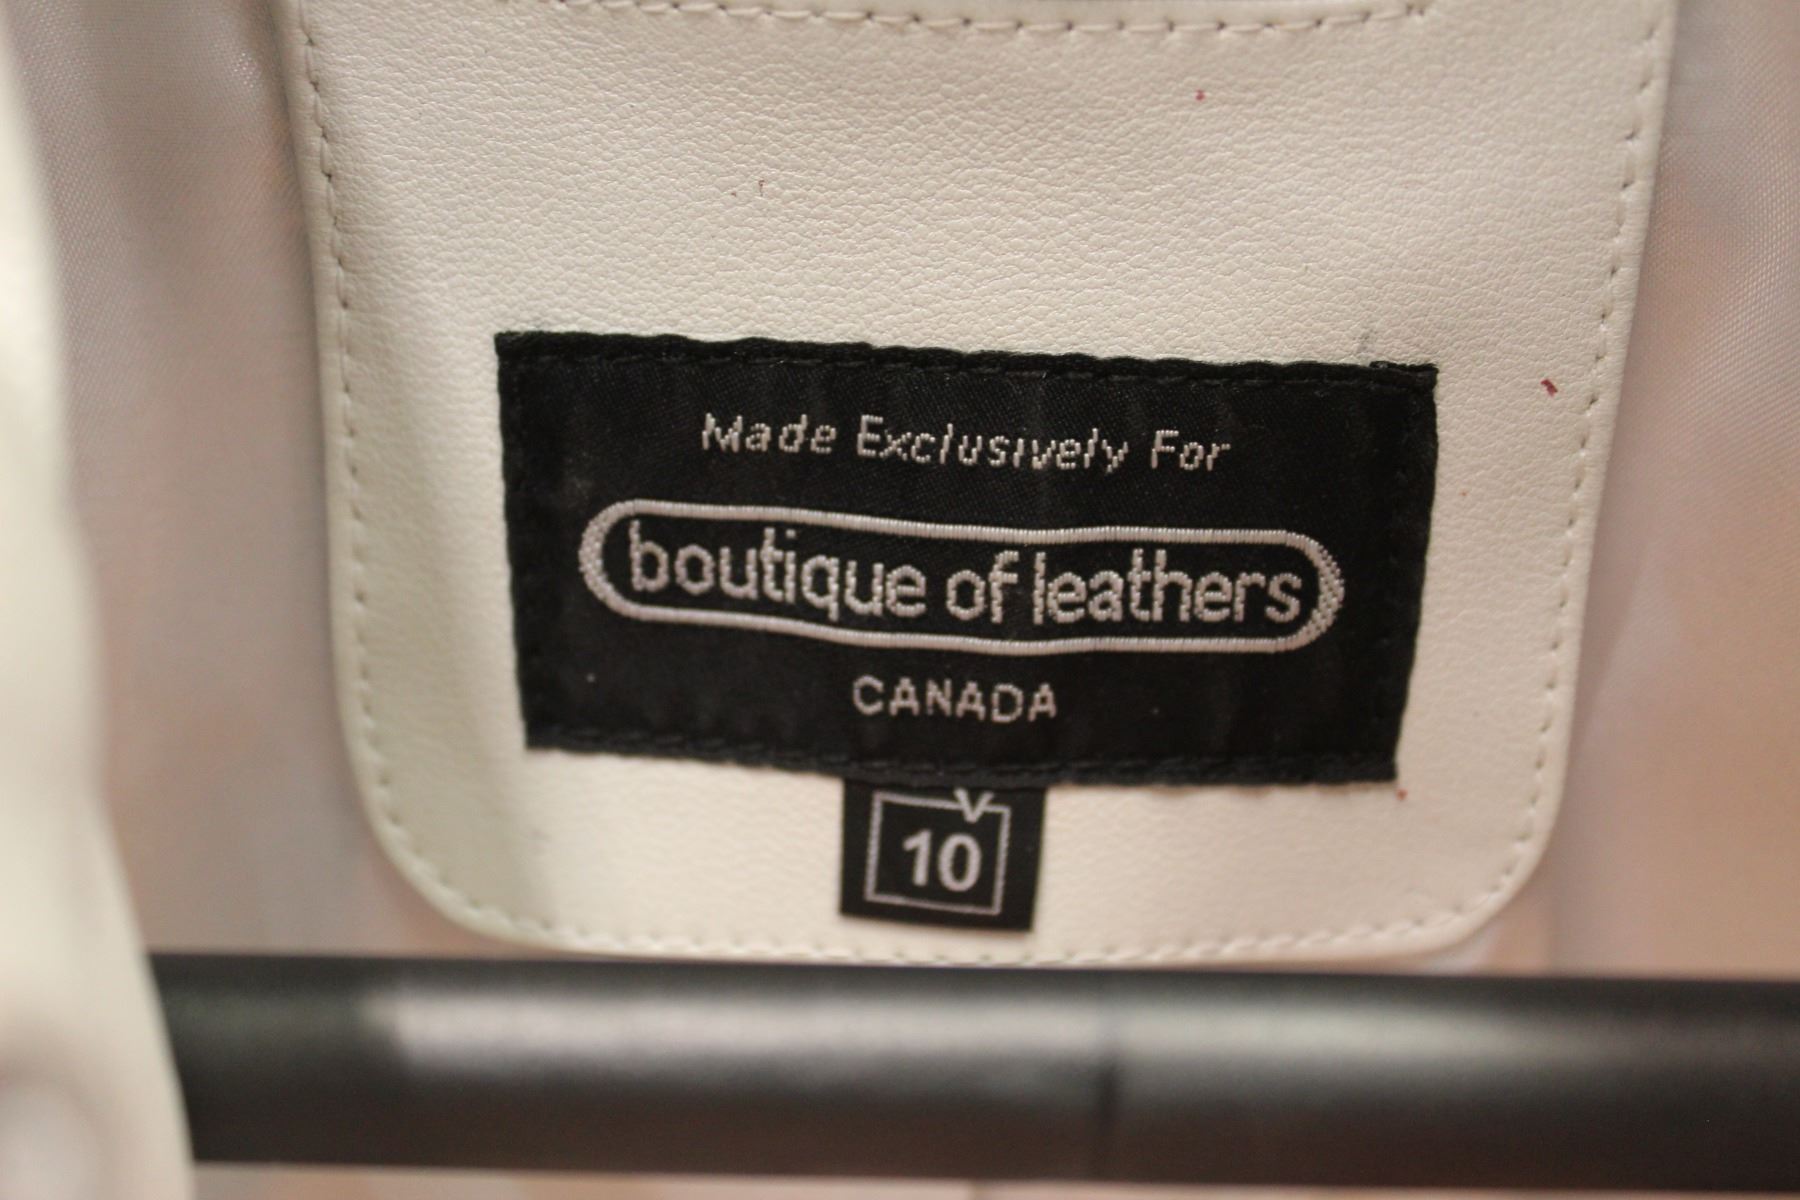 Made Exclusively For
boutique of leathers
CANADA
10